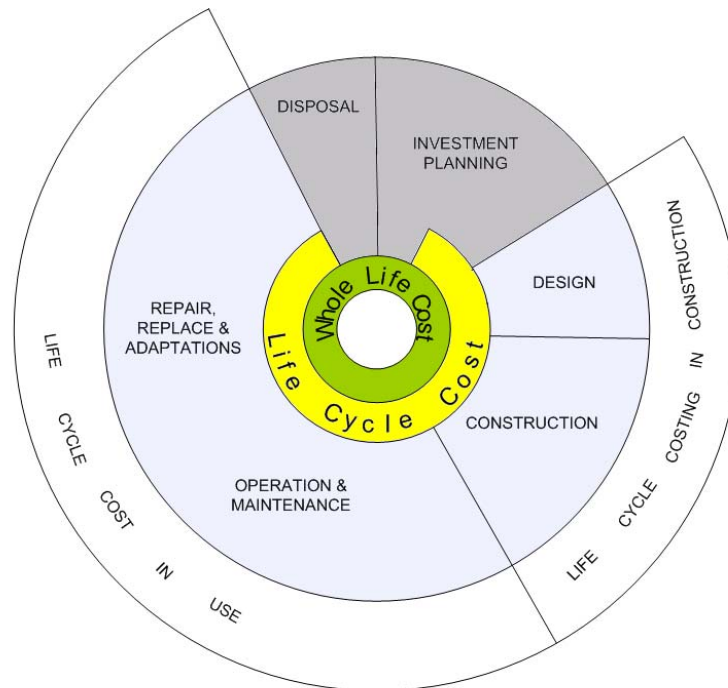 DISPOSAL
INVESTMENT
PLANNING
DESIGN
CONSTRUCTION
OPERATION &
MAINTENANCE
REPAIR,
REPLACE &
ADAPTATIONS
Whole Life Cost
Life Cycle Cost
LIFE CYCLE COSTING IN CONSTRUCTION
LIFE CYCLE COST IN USE